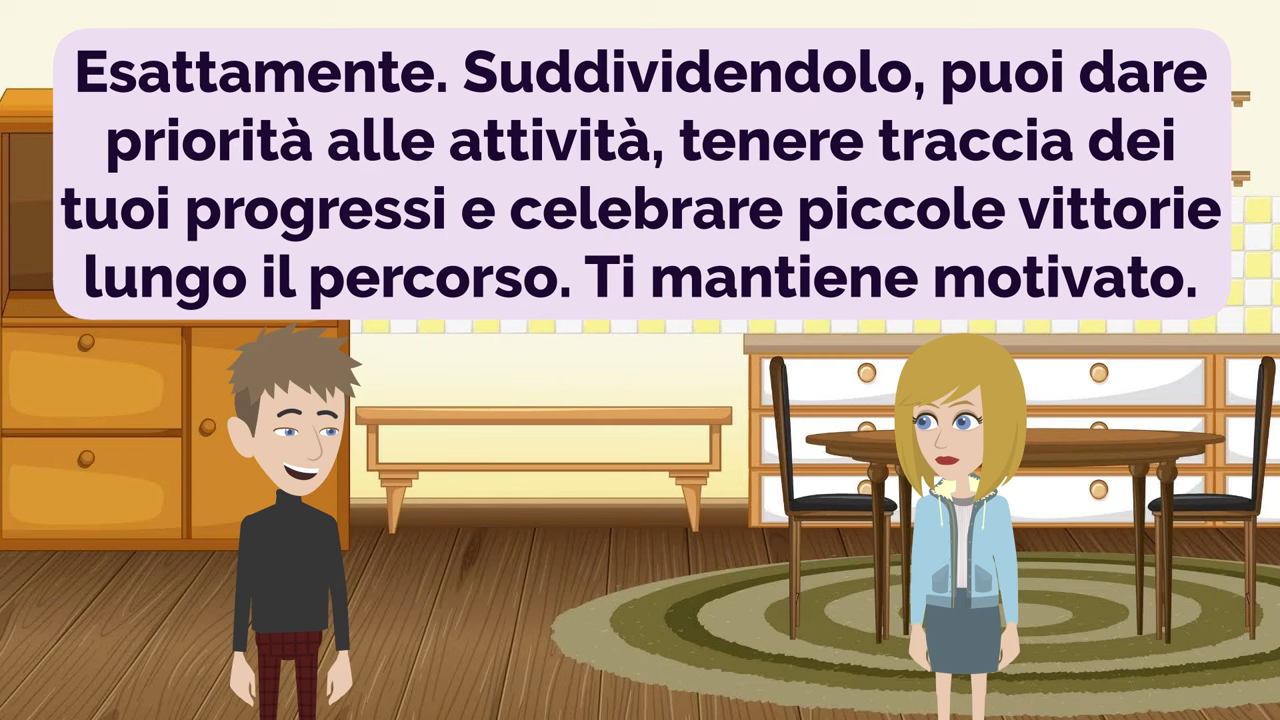 Esattamente. Suddividendolo, puoi dare
priorità alle attività, tenere traccia dei
tuoi progressi e celebrare piccole vittorie
lungo il percorso. Ti mantiene motivato.